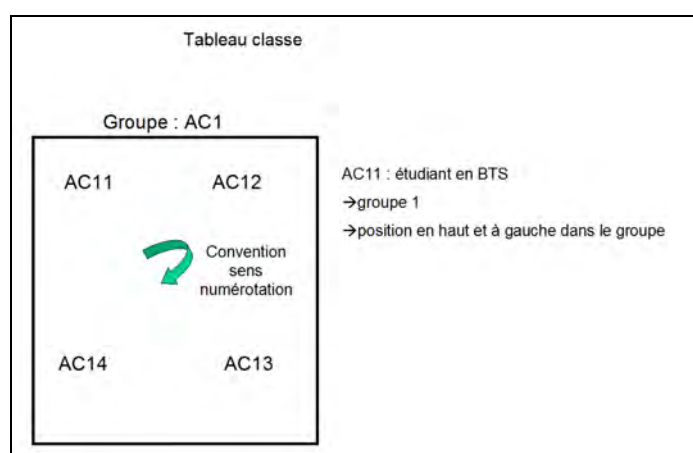 Tableau classe
Groupe : AC1
AC11 AC12
AC11 : étudiant en BTS
→groupe 1
→position en haut et à gauche dans le groupe
Convention
sens
numérotation
AC14 AC13